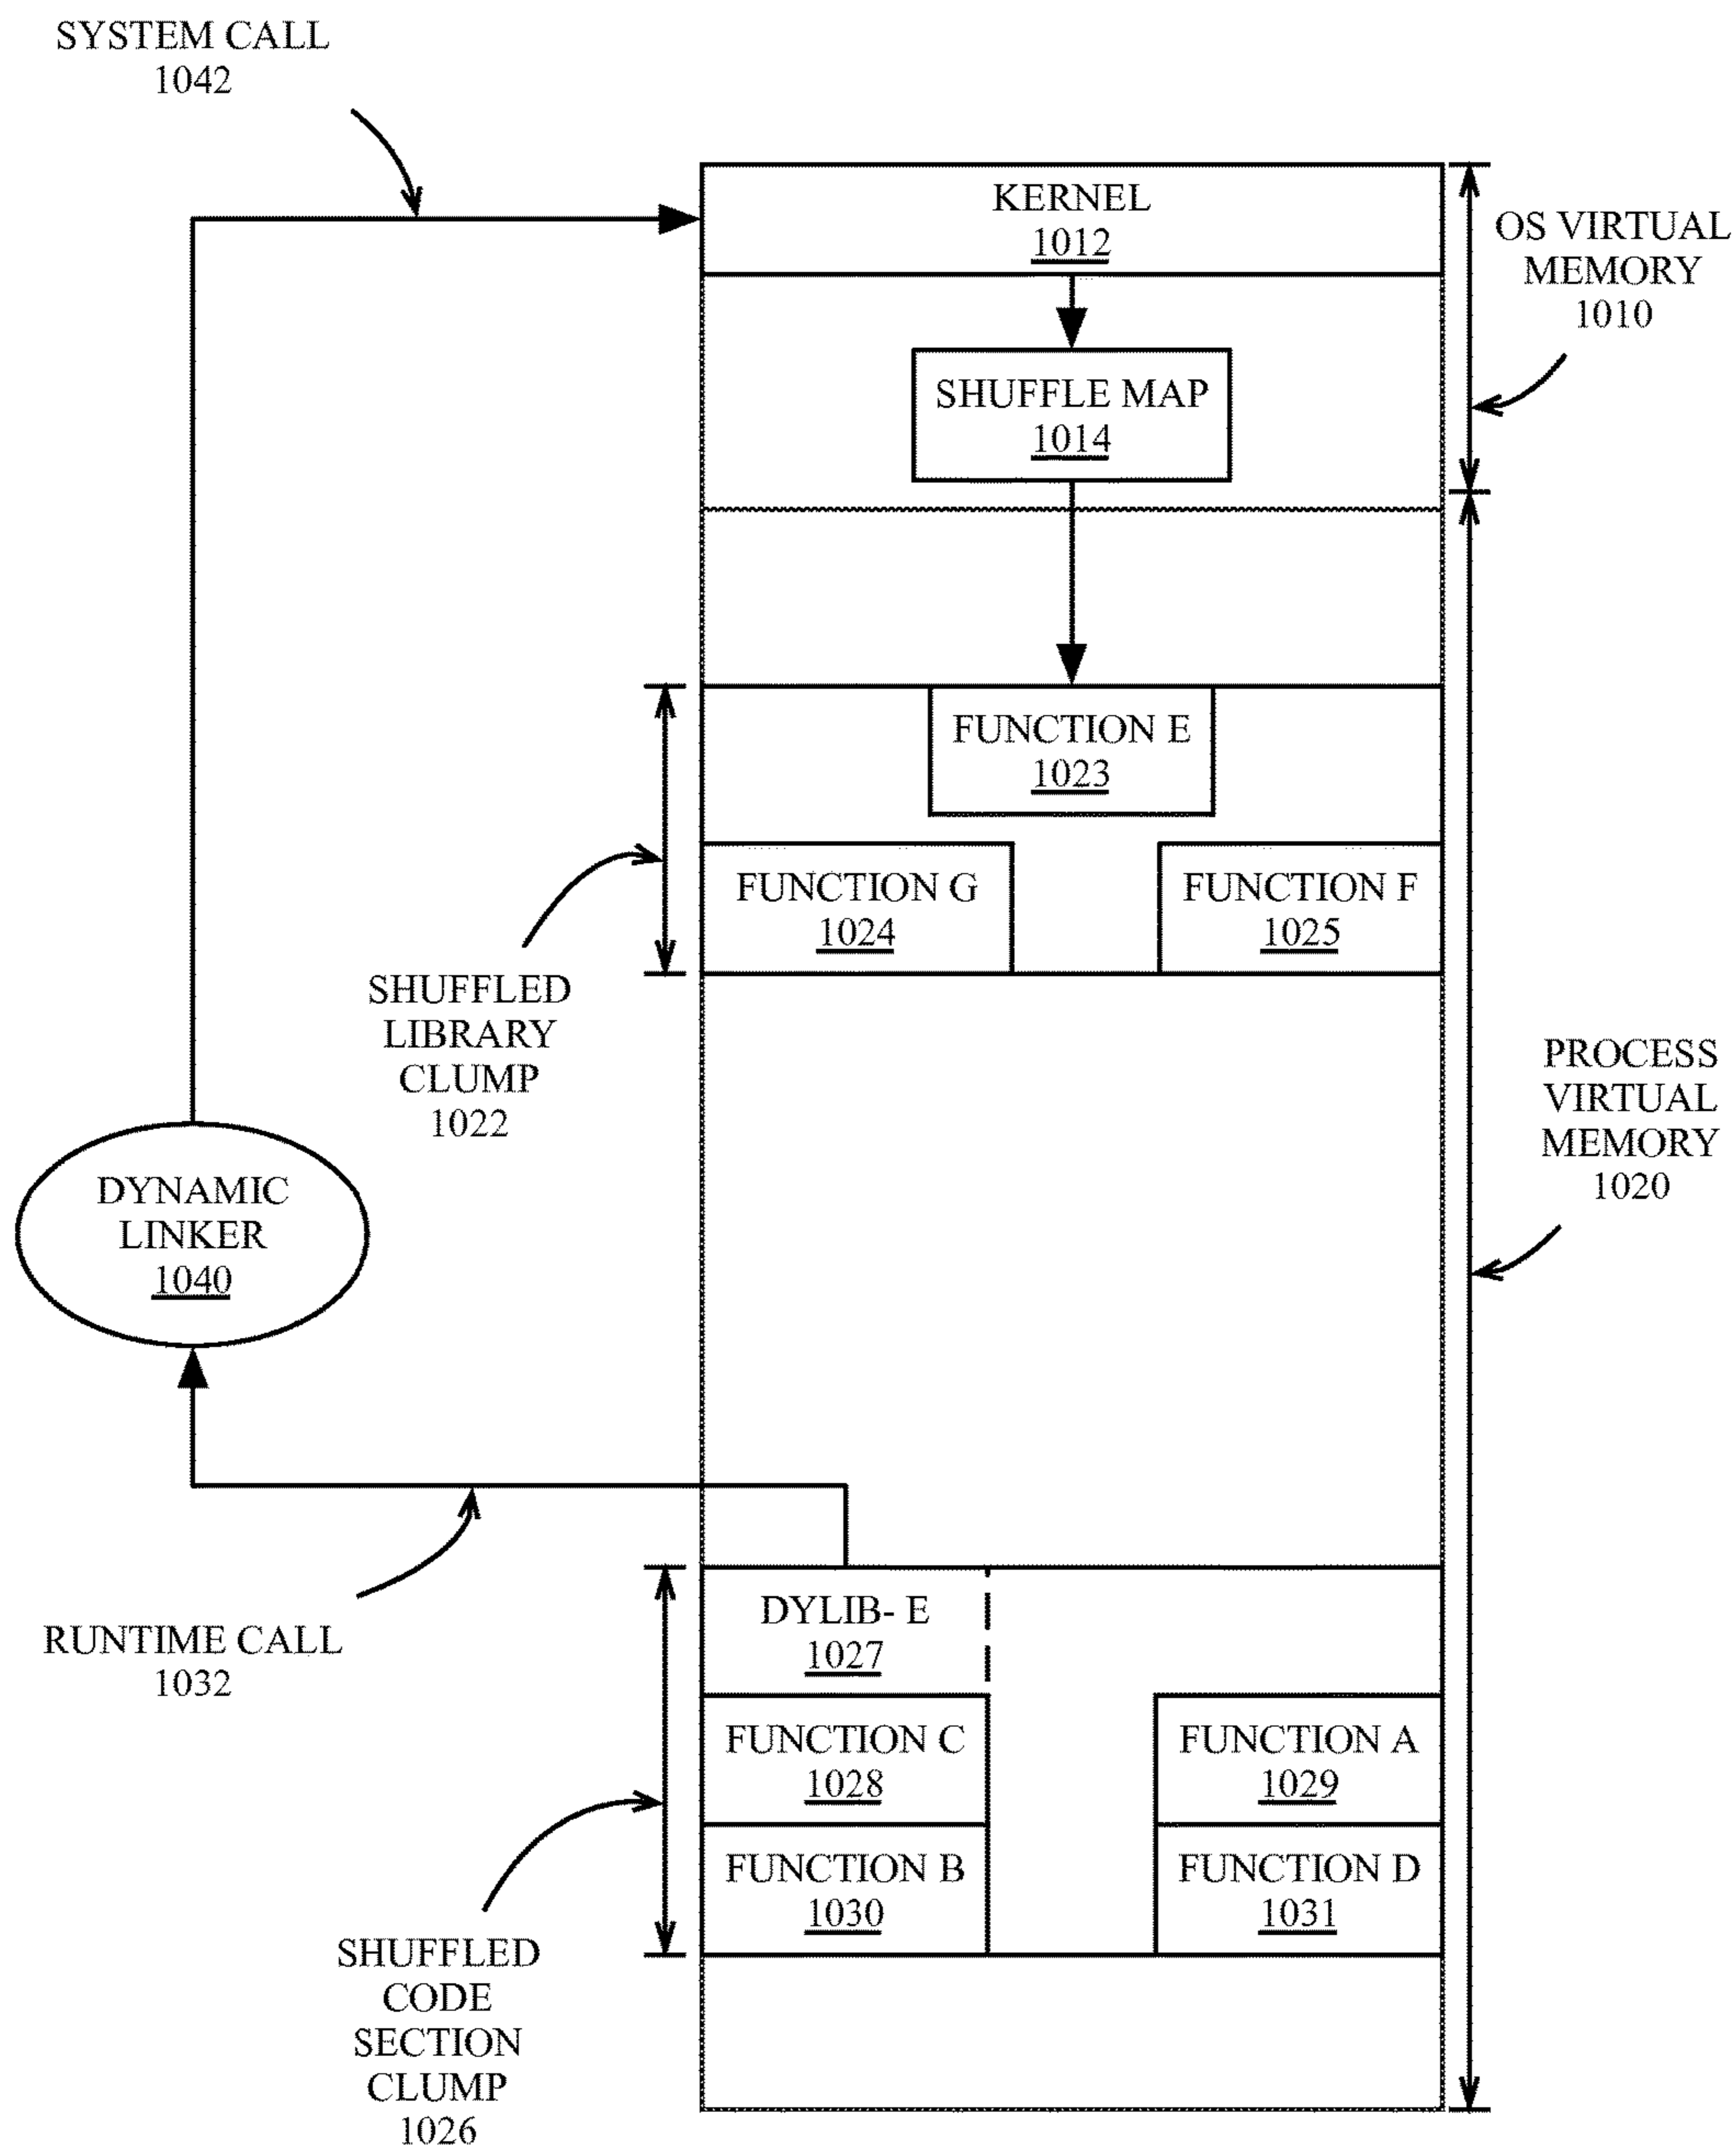 SYSTEM CALL
1042
KERNEL
1012
OS VIRTUAL
MEMORY
1010
SHUFFLE MAP
1014
FUNCTION E
1023
FUNCTION G
1024
FUNCTION F
1025
SHUFFLED
LIBRARY
CLUMP
1022
PROCESS
VIRTUAL
MEMORY
1020
DYNAMIC
LINKER
1040
RUNTIME CALL
1032
DYLIB- E
1027
FUNCTION C
1028
FUNCTION A
1029
FUNCTION B
1030
FUNCTION D
1031
SHUFFLED
CODE
SECTION
CLUMP
1026